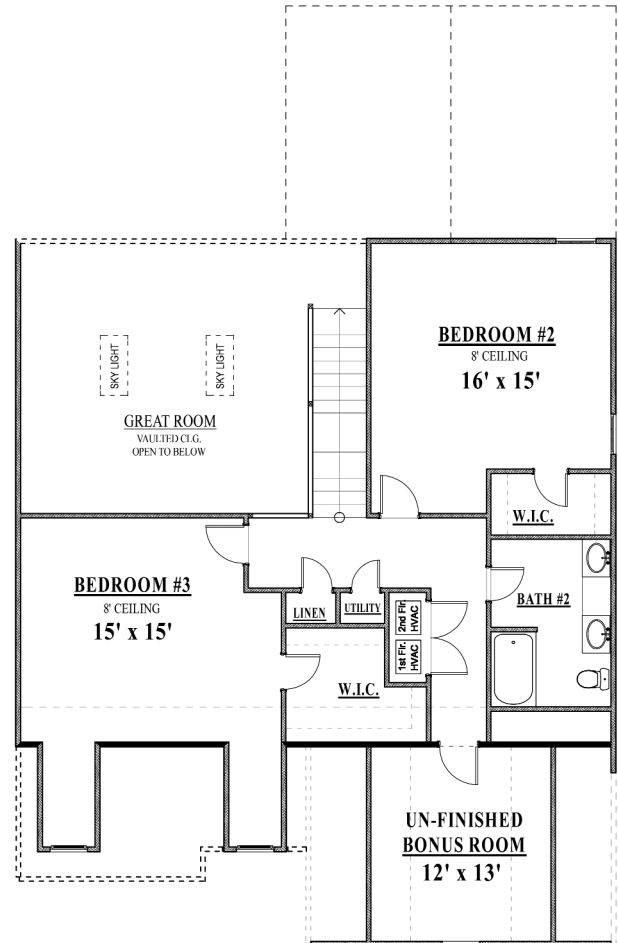 BEDROOM #2
8' CEILING
16' x 15'
SKY LIGHT
SKY LIGHT
GREAT ROOM
VAULTED CLG.
OPEN TO BELOW
W.I.C.
BEDROOM #3
8' CEILING
15' x 15'
LINEN
UTILITY
2nd Flr.
HVAC
1st Flr.
HVAC
BATH #2
W.I.C.
UN-FINISHED
BONUS ROOM
12' x 13'